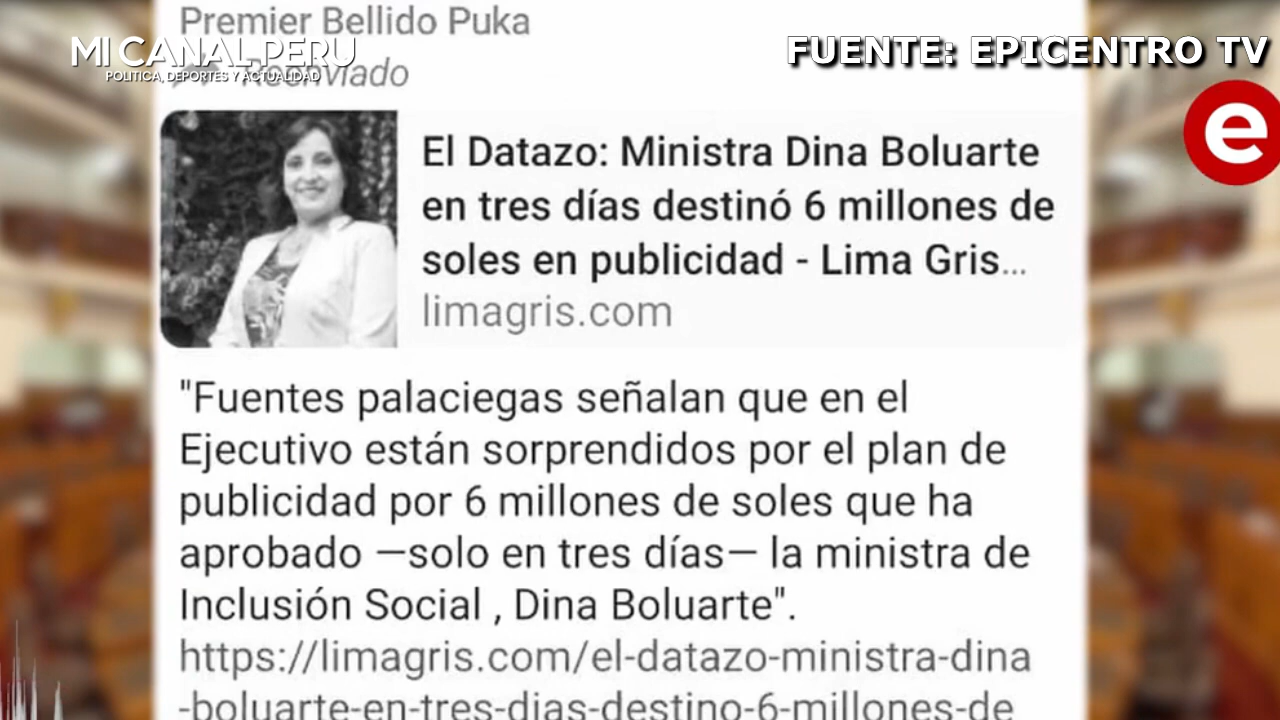 Premier Bellido Puka
MI CANAL PERU
POLITICA, DEPORTES Y ACTUALIDAD
Reenviado
FUENTE: EPICENTRO TV
e
El Datazo: Ministra Dina Boluarte
en tres días destinó 6 millones de
soles en publicidad - Lima Gris...
limagris.com
"Fuentes palaciegas señalan que en el
Ejecutivo están sorprendidos por el plan de
publicidad por 6 millones de soles que ha
aprobado —solo en tres días— la ministra de
Inclusión Social , Dina Boluarte".
https://limagris.com/el-datazo-ministra-dina
-boluarte-en-tres-dias-destino-6-millones-de